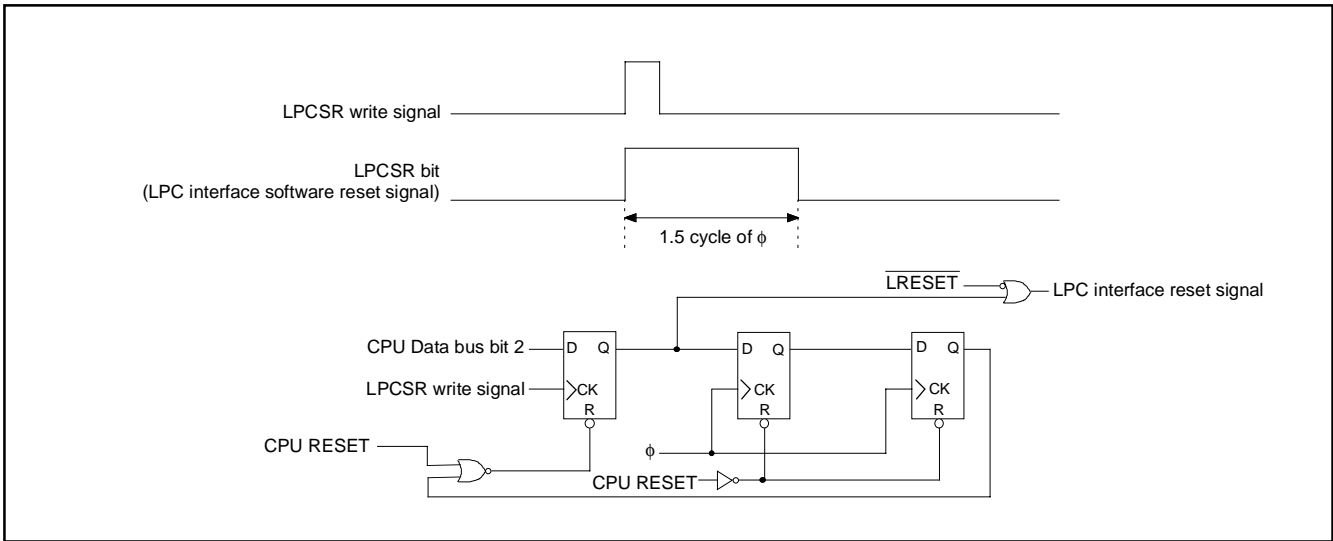 LPCSR write signal
LPCSR bit
(LPC interface software reset signal)
1.5 cycle of ϕ
LRESET
LPC interface reset signal
CPU Data bus bit 2
D Q
D Q
D Q
LPCSR write signal
CK
CK
CK
R
R
R
CPU RESET
ϕ
CPU RESET